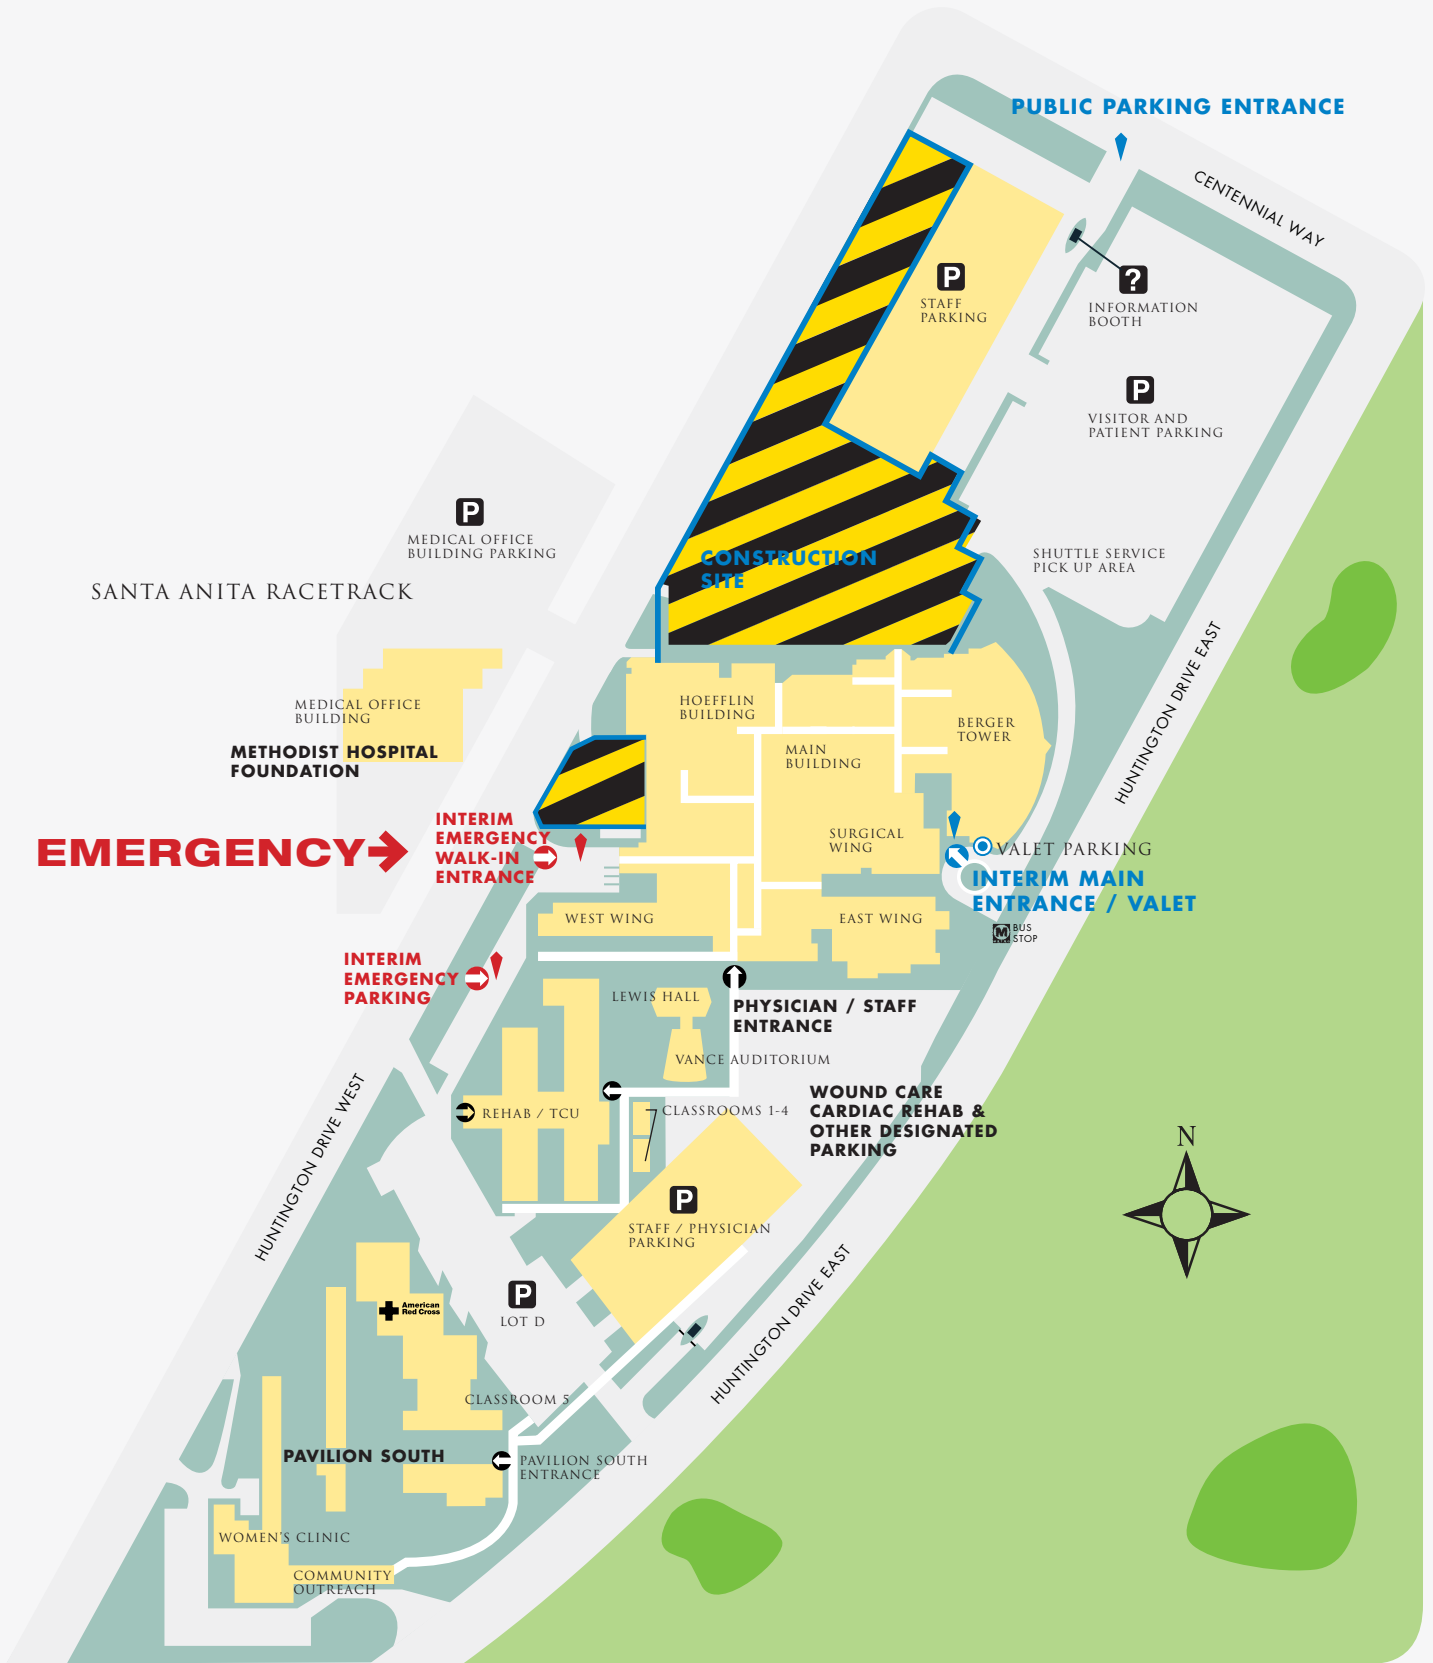 PUBLIC PARKING ENTRANCE
CENTENNIAL WAY
P
STAFF
PARKING
?
INFORMATION
BOOTH
P
VISITOR AND
PATIENT PARKING
P
MEDICAL OFFICE
BUILDING PARKING
CONSTRUCTION
SITE
SHUTTLE SERVICE
PICK UP AREA
SANTA ANITA RACETRACK
HUNTINGTON DRIVE EAST
MEDICAL OFFICE
BUILDING
METHODIST HOSPITAL
FOUNDATION
HOEFFLIN
BUILDING
MAIN
BUILDING
BERGER
TOWER
EMERGENCY
INTERIM
EMERGENCY
WALK-IN
ENTRANCE
SURGICAL
WING
VALET PARKING
INTERIM MAIN
ENTRANCE / VALET
WEST WING
EAST WING
M
BUS
STOP
INTERIM
EMERGENCY
PARKING
LEWIS HALL
PHYSICIAN / STAFF
ENTRANCE
VANCE AUDITORIUM
WOUND CARE
CARDIAC REHAB &
OTHER DESIGNATED
PARKING
REHAB / TCU
CLASSROOMS 1-4
N
HUNTINGTON DRIVE WEST
P
STAFF / PHYSICIAN
PARKING
HUNTINGTON DRIVE EAST
P
LOT D
American
Red Cross
CLASSROOM 5
PAVILION SOUTH
PAVILION SOUTH
ENTRANCE
WOMEN'S CLINIC
COMMUNITY
OUTREACH